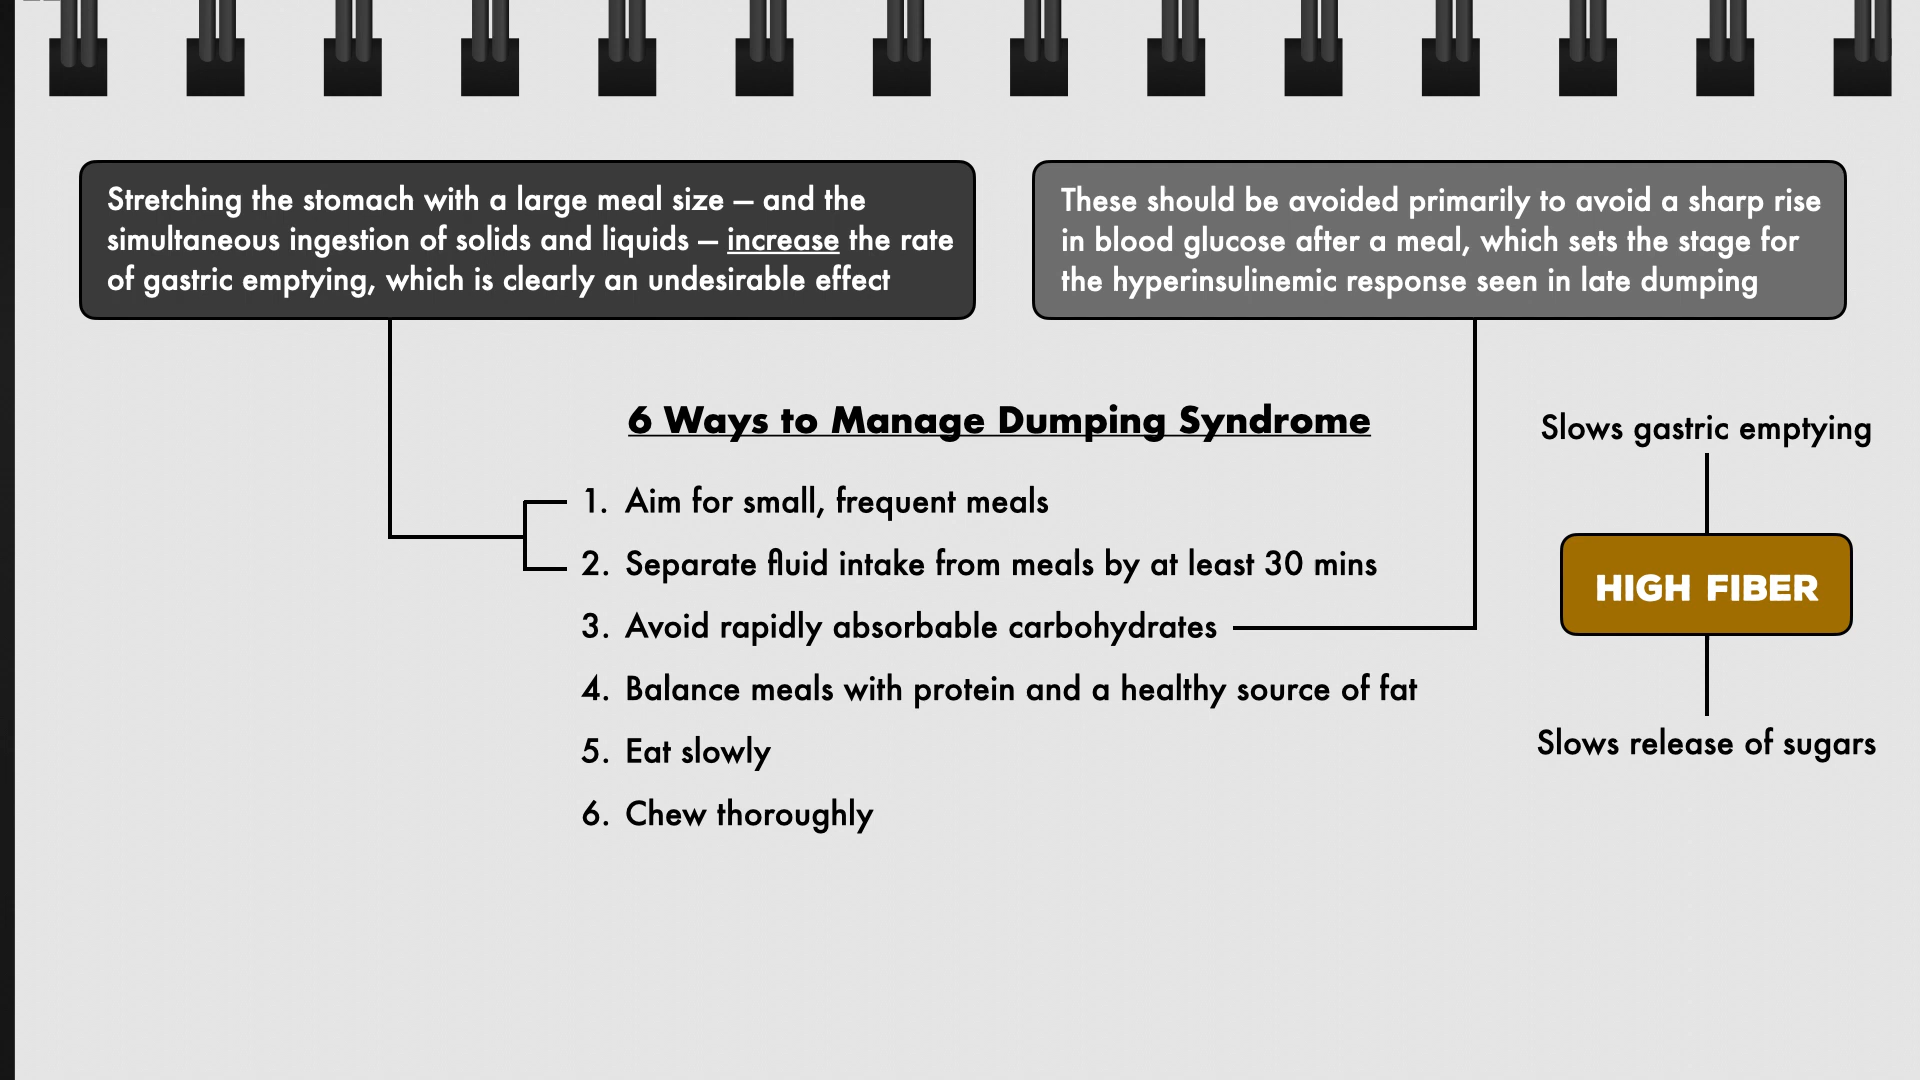 Stretching the stomach with a large meal size — and the
simultaneous ingestion of solids and liquids — increase the rate
of gastric emptying, which is clearly an undesirable effect
These should be avoided primarily to avoid a sharp rise
in blood glucose after a meal, which sets the stage for
the hyperinsulinemic response seen in late dumping
6 Ways to Manage Dumping Syndrome
1. Aim for small, frequent meals
2. Separate fluid intake from meals by at least 30 mins
3. Avoid rapidly absorbable carbohydrates
4. Balance meals with protein and a healthy source of fat
5. Eat slowly
6. Chew thoroughly
Slows gastric emptying
HIGH FIBER
Slows release of sugars